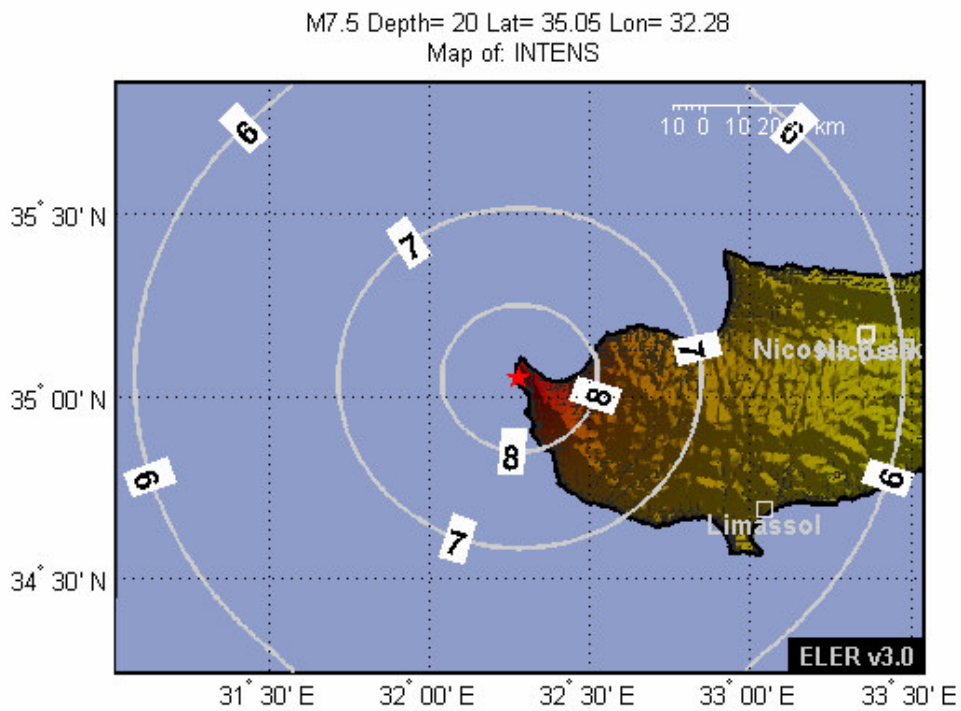 M7.5 Depth= 20 Lat= 35.05 Lon= 32.28
Map of: INTENS
6
6
10 0 10 20 km
35° 30' N
7
7
Nicosia
Nicosia
35° 00' N
8
8
6
6
7
Limassol
34° 30' N
ELER v3.0
31° 30' E
32° 00' E
32° 30' E
33° 00' E
33° 30' E